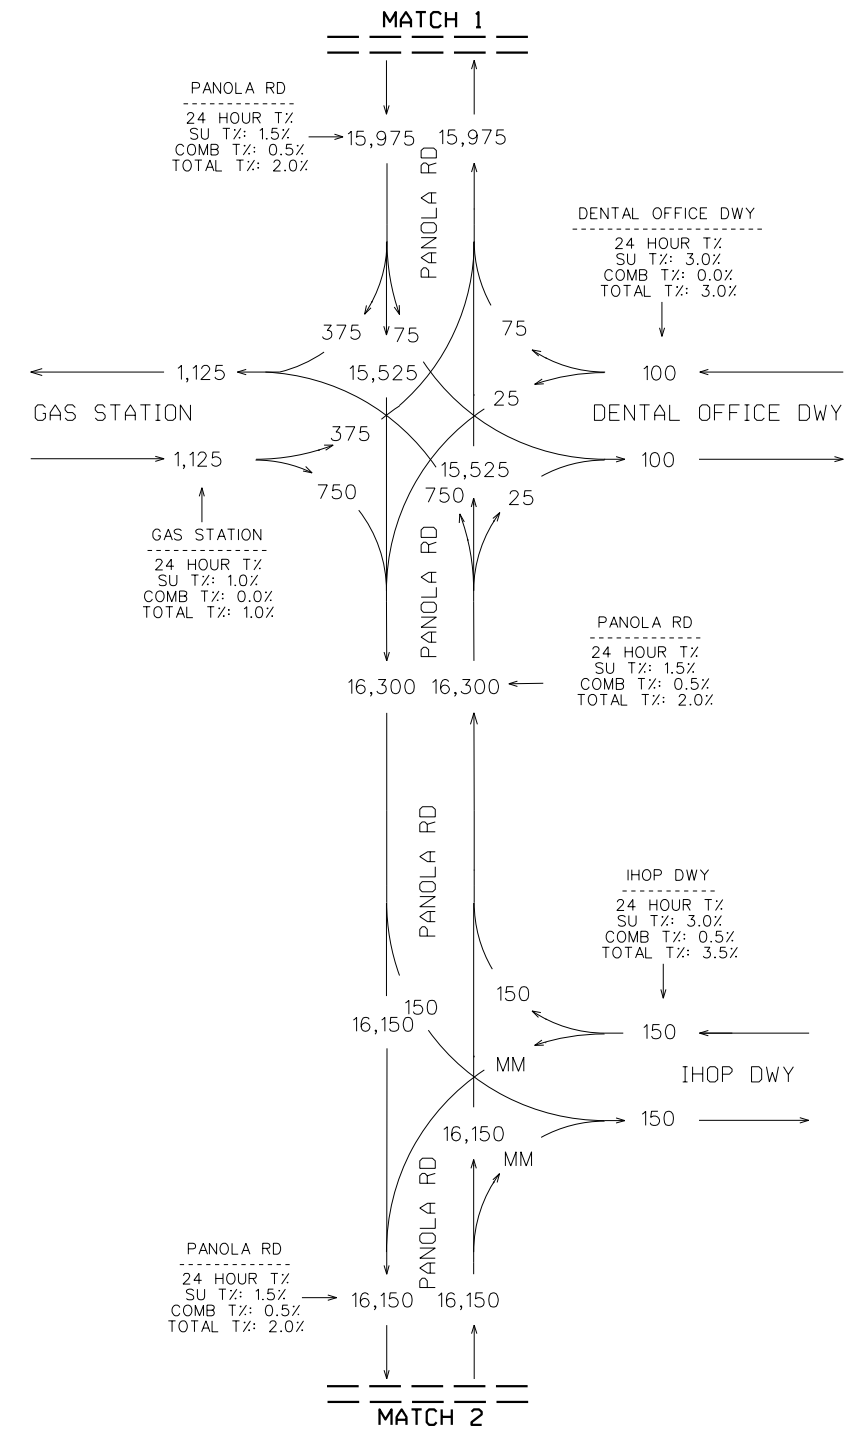 MATCH 1
PANOLA RD
24 HOUR T%
SU T%: 1.5%
COMB T%: 0.5%
TOTAL T%: 2.0%
15,975
15,975
PANOLA RD
DENTAL OFFICE DWY
24 HOUR T%
SU T%: 3.0%
COMB T%: 0.0%
TOTAL T%: 3.0%
375
75
75
1,125
15,525
100
25
GAS STATION
DENTAL OFFICE DWY
375
1,125
15,525
100
750
750
25
GAS STATION
24 HOUR T%
SU T%: 1.0%
COMB T%: 0.0%
TOTAL T%: 1.0%
PANOLA RD
PANOLA RD
24 HOUR T%
SU T%: 1.5%
COMB T%: 0.5%
TOTAL T%: 2.0%
16,300
16,300
PANOLA RD
IHOP DWY
24 HOUR T%
SU T%: 3.0%
COMB T%: 0.5%
TOTAL T%: 3.5%
150
150
16,150
150
MM
IHOP DWY
150
16,150
MM
PANOLA RD
PANOLA RD
24 HOUR T%
SU T%: 1.5%
COMB T%: 0.5%
TOTAL T%: 2.0%
16,150
16,150
MATCH 2